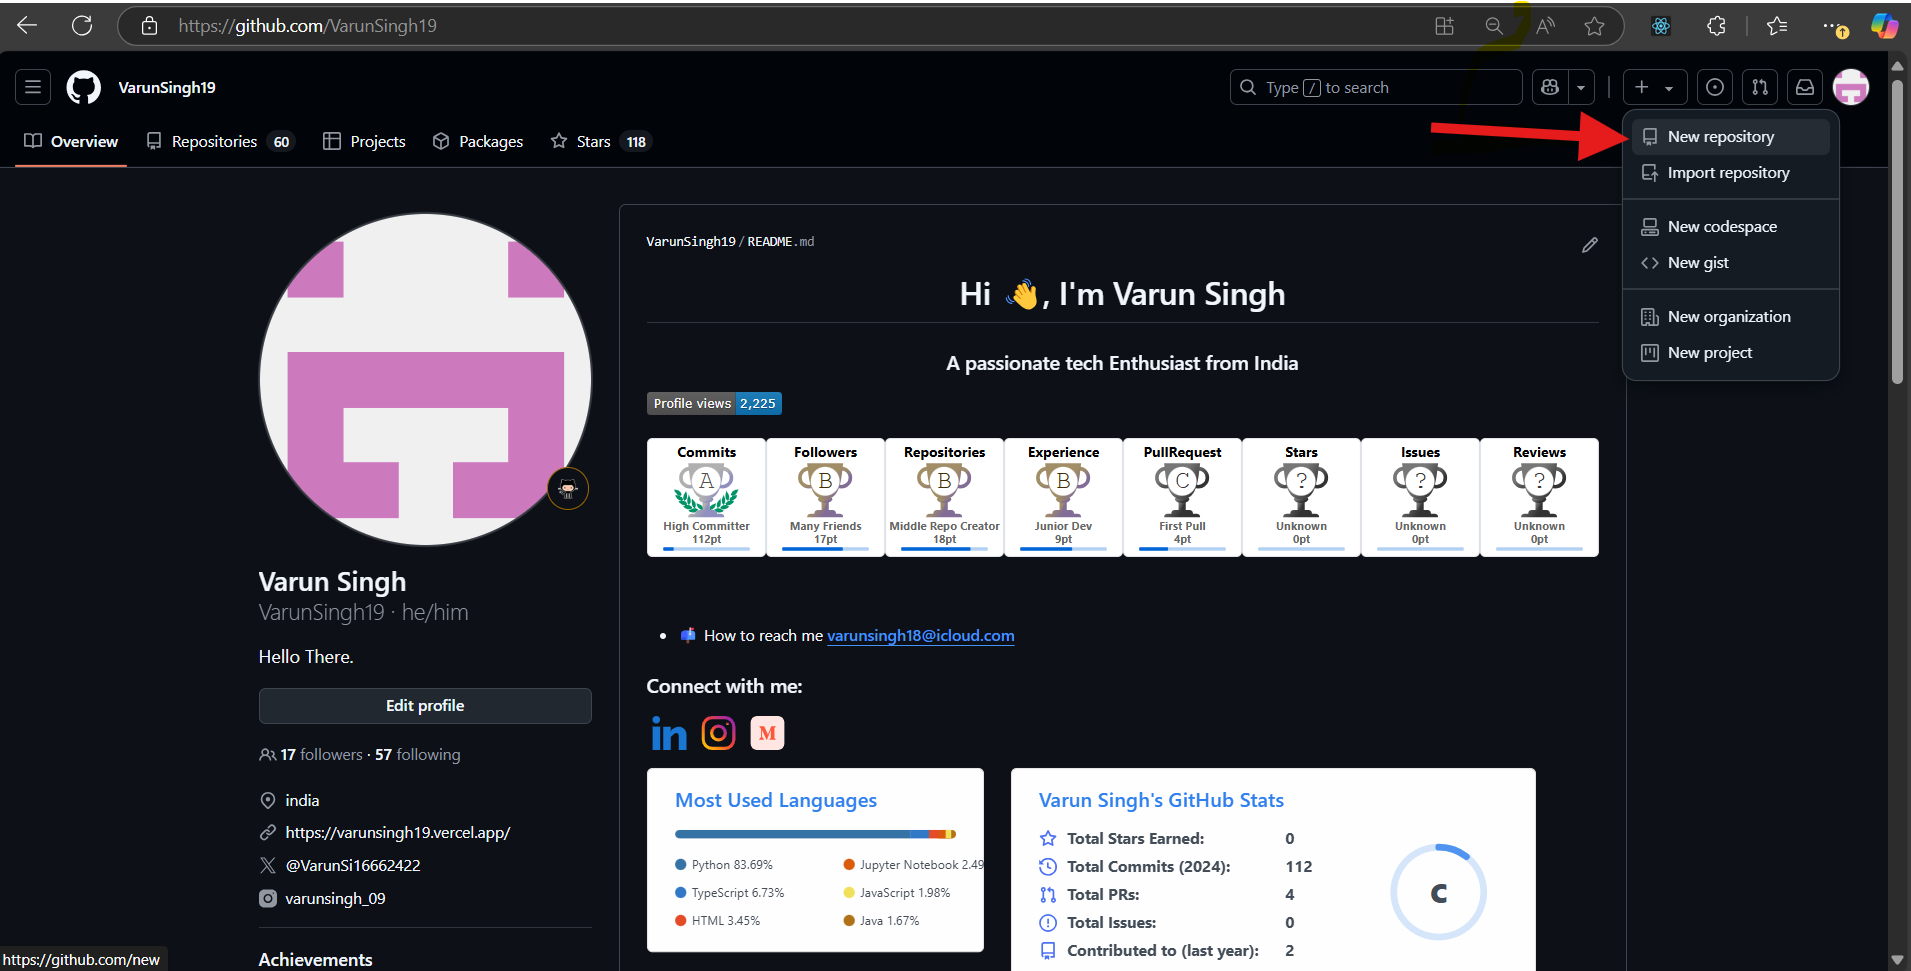 https://github.com/VarunSingh19
VarunSingh19
Type / to search
Overview
Repositories 60
Projects
Packages
Stars 118
New repository
Import repository
New codespace
New gist
New organization
New project
VarunSingh19/README.md
Hi 👋, I'm Varun Singh
A passionate tech Enthusiast from India
Profile views 2,225
Commits
A
High Committer
112pt
Followers
B
Many Friends
17pt
Repositories
B
Middle Repo Creator
18pt
Experience
B
Junior Dev
9pt
PullRequest
C
First Pull
4pt
Stars
?
Unknown
0pt
Issues
?
Unknown
0pt
Reviews
?
Unknown
0pt
Varun Singh
VarunSingh19 · he/him
Hello There.
Edit profile
17 followers · 57 following
india
https://varunsingh19.vercel.app/
@VarunSi16662422
varunsingh_09
Achievements
• 📫 How to reach me varunsingh18@icloud.com
Connect with me:
in
M
Most Used Languages
Python 83.69%
TypeScript 6.73%
HTML 3.45%
Jupyter Notebook 2.49
JavaScript 1.98%
Java 1.67%
Varun Singh's GitHub Stats
Total Stars Earned: 0
Total Commits (2024): 112
Total PRs: 4
Total Issues: 0
Contributed to (last year): 2
C
https://github.com/new